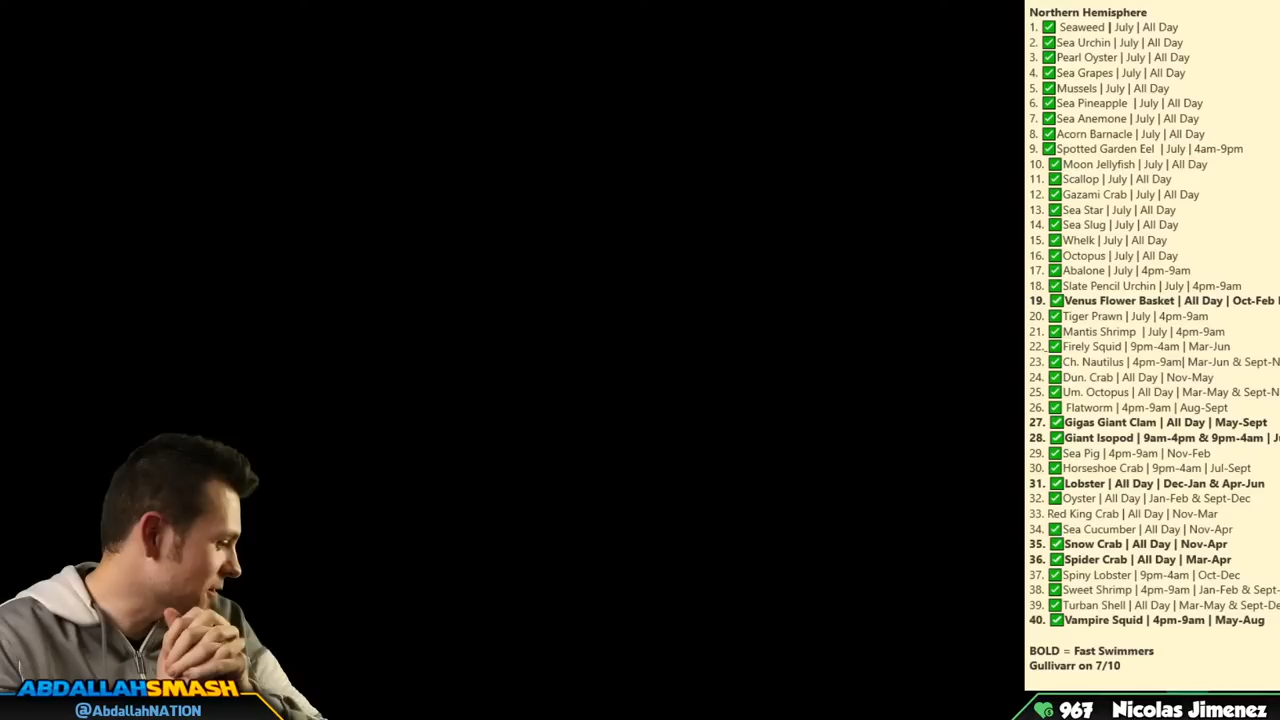 Northern Hemisphere
1. ✅ Seaweed | July | All Day
2. ✅Sea Urchin | July | All Day
3. ✅Pearl Oyster | July | All Day
4. ✅Sea Grapes | July | All Day
5. ✅Mussels | July | All Day
6. ✅Sea Pineapple | July | All Day
7. ✅Sea Anemone | July | All Day
8. ✅Acorn Barnacle | July | All Day
9. ✅Spotted Garden Eel | July | 4am-9pm
10. ✅Moon Jellyfish | July | All Day
11. ✅Scallop | July | All Day
12. ✅Gazami Crab | July | All Day
13. ✅Sea Star | July | All Day
14. ✅Sea Slug | July | All Day
15. ✅Whelk | July | All Day
16. ✅Octopus | July | All Day
17. ✅Abalone | July | 4pm-9am
18. ✅Slate Pencil Urchin | July | 4pm-9am
19. ✅Venus Flower Basket | All Day | Oct-Feb
20. ✅Tiger Prawn | July | 4pm-9am
21. ✅Mantis Shrimp | July | 4pm-9am
22. ✅Firely Squid | 9pm-4am | Mar-Jun
23. ✅Ch. Nautilus | 4pm-9am| Mar-Jun & Sept-N
24. ✅Dun. Crab | All Day | Nov-May
25. ✅Um. Octopus | All Day | Mar-May & Sept-N
26. ✅ Flatworm | 4pm-9am | Aug-Sept
27. ✅Gigas Giant Clam | All Day | May-Sept
28. ✅Giant Isopod | 9am-4pm & 9pm-4am | Ju
29. ✅Sea Pig | 4pm-9am | Nov-Feb
30. ✅Horseshoe Crab | 9pm-4am | Jul-Sept
31. ✅Lobster | All Day | Dec-Jan & Apr-Jun
32. ✅Oyster | All Day | Jan-Feb & Sept-Dec
33. Red King Crab | All Day | Nov-Mar
34. ✅Sea Cucumber | All Day | Nov-Apr
35. ✅Snow Crab | All Day | Nov-Apr
36. ✅Spider Crab | All Day | Mar-Apr
37. ✅Spiny Lobster | 9pm-4am | Oct-Dec
38. ✅Sweet Shrimp | 4pm-9am | Jan-Feb & Sept-
39. ✅Turban Shell | All Day | Mar-May & Sept-De
40. ✅Vampire Squid | 4pm-9am | May-Aug
BOLD = Fast Swimmers
Gullivarr on 7/10
ABDALLAHSMASH
@AbdallahNATION
967 Nicolas Jimenez